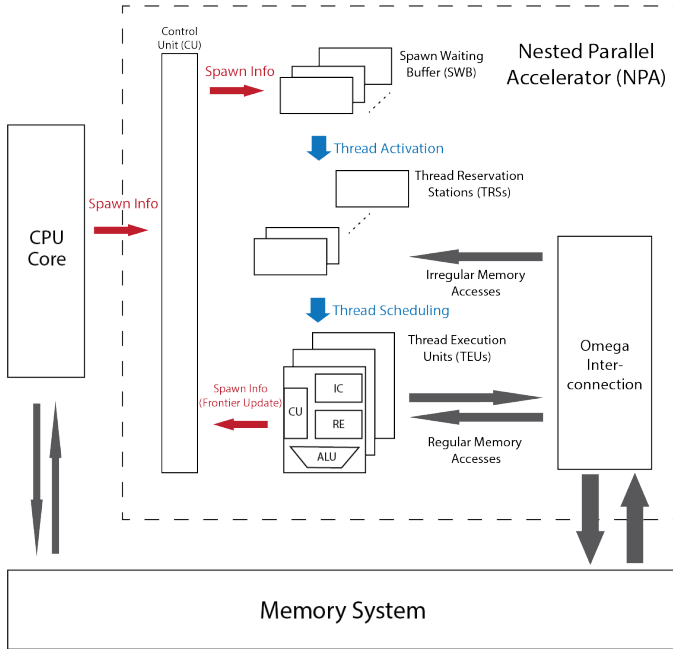 Control
Unit (CU)
Spawn Info
Spawn Waiting
Buffer (SWB)
Nested Parallel
Accelerator (NPA)
Thread Activation
Thread Reservation
Stations (TRSs)
Spawn Info
CPU
Core
Irregular Memory
Accesses
Thread Scheduling
Thread Execution
Units (TEUs)
Omega
Inter-
connection
Spawn Info
(Frontier Update)
CU
IC
RE
ALU
Regular Memory
Accesses
Memory System